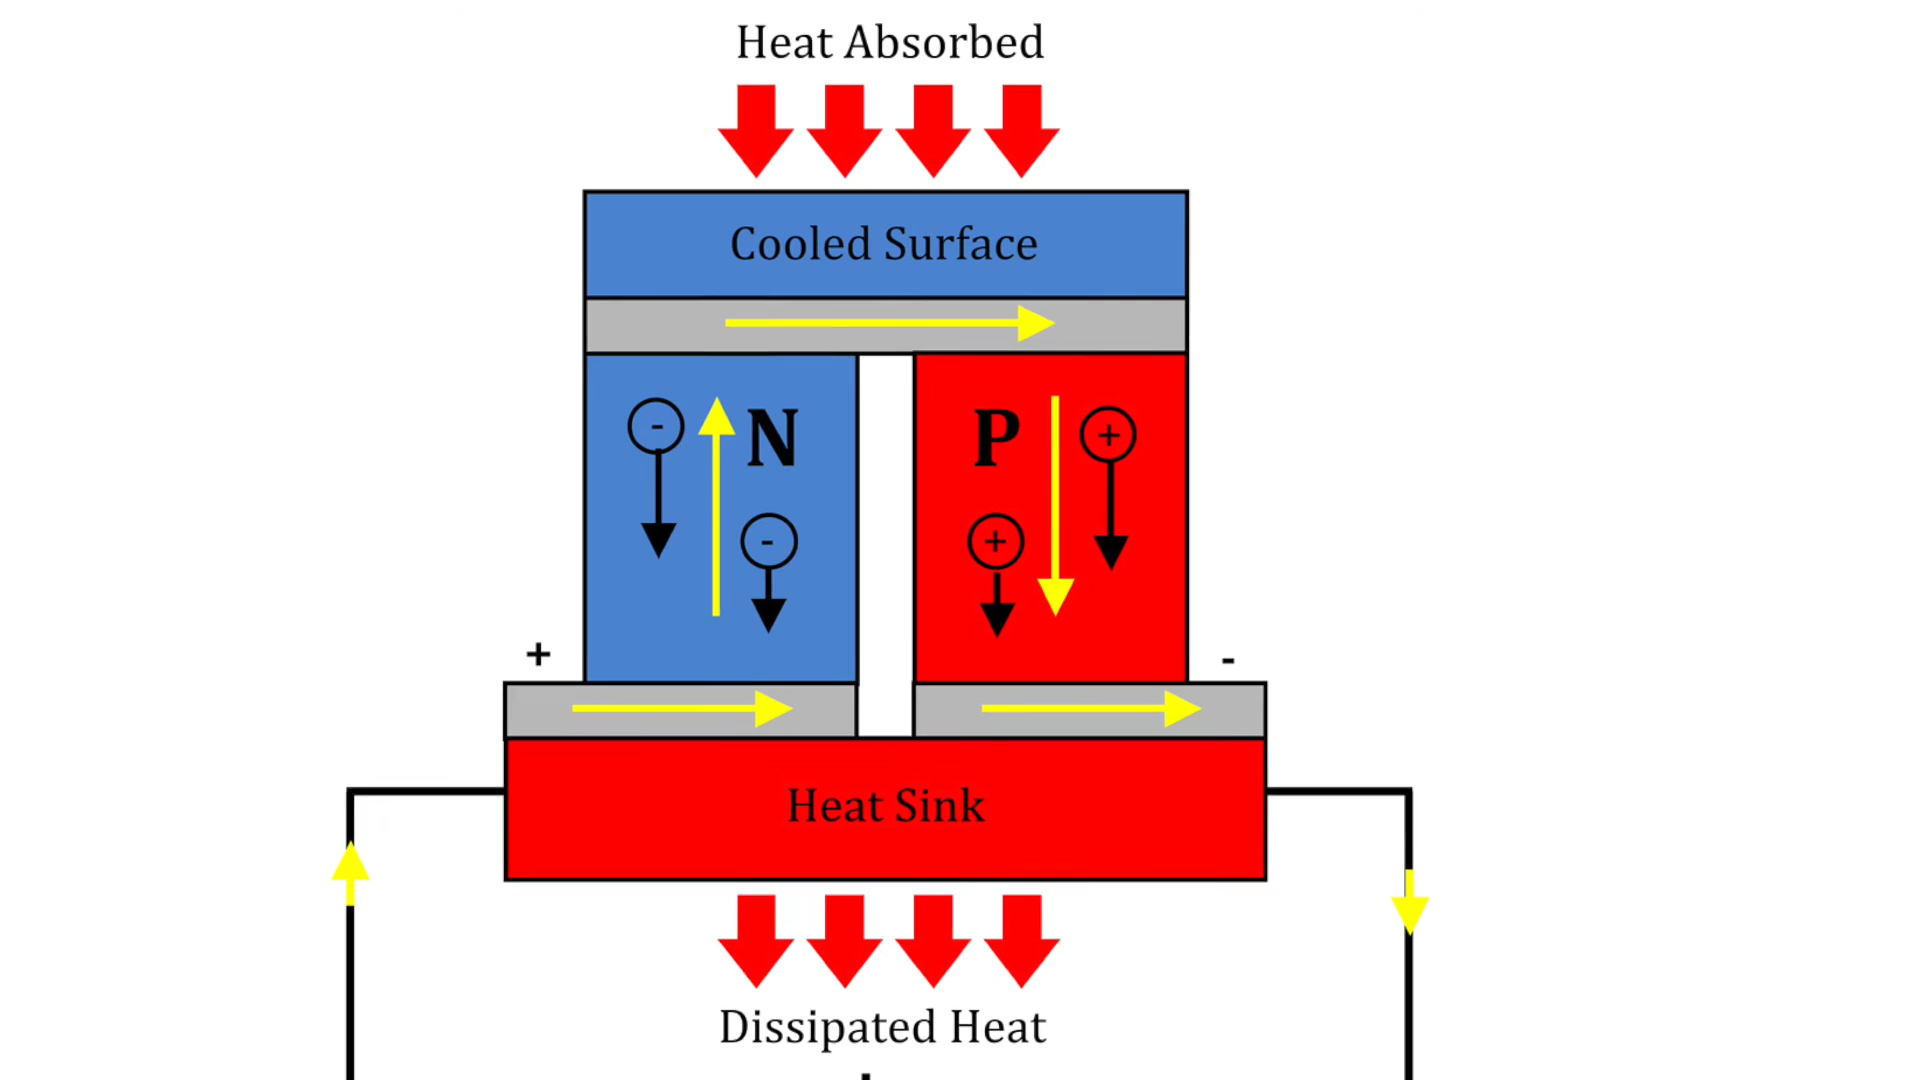 Heat Absorbed
Cooled Surface
- N P +
- +
+ -
Heat Sink
Dissipated Heat